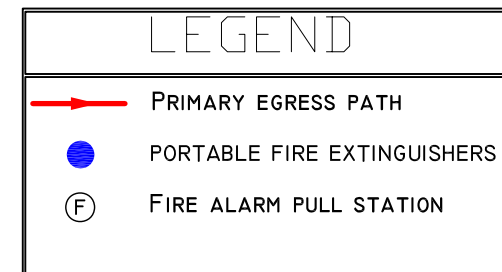 LEGEND
PRIMARY EGRESS PATH
PORTABLE FIRE EXTINGUISHERS
F FIRE ALARM PULL STATION